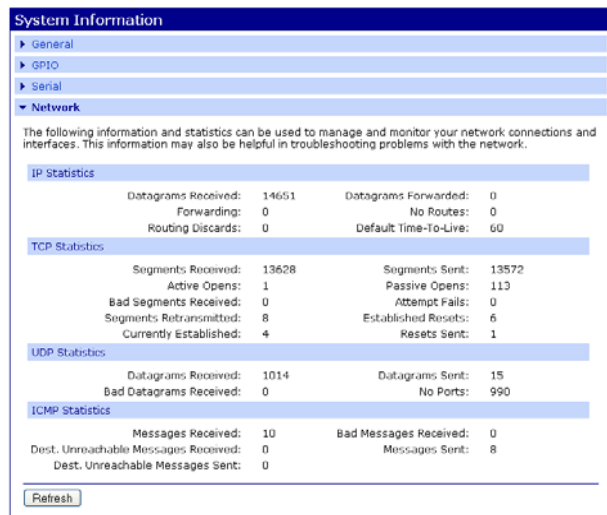 System Information
General
GPIO
Serial
Network
The following information and statistics can be used to manage and monitor your network connections and
interfaces. This information may also be helpful in troubleshooting problems with the network.
IP Statistics
Datagrams Received: 14651 Datagrams Forwarded: 0
Forwarding: 0 No Routes: 0
Routing Discards: 0 Default Time-To-Live: 60
TCP Statistics
Segments Received: 13628 Segments Sent: 13572
Active Opens: 1 Passive Opens: 113
Bad Segments Received: 0 Attempt Fails: 0
Segments Retransmitted: 8 Established Resets: 6
Currently Established: 4 Resets Sent: 1
UDP Statistics
Datagrams Received: 1014 Datagrams Sent: 15
Bad Datagrams Received: 0 No Ports: 990
ICMP Statistics
Messages Received: 10 Bad Messages Received: 0
Dest. Unreachable Messages Received: 0 Messages Sent: 8
Dest. Unreachable Messages Sent: 0
Refresh